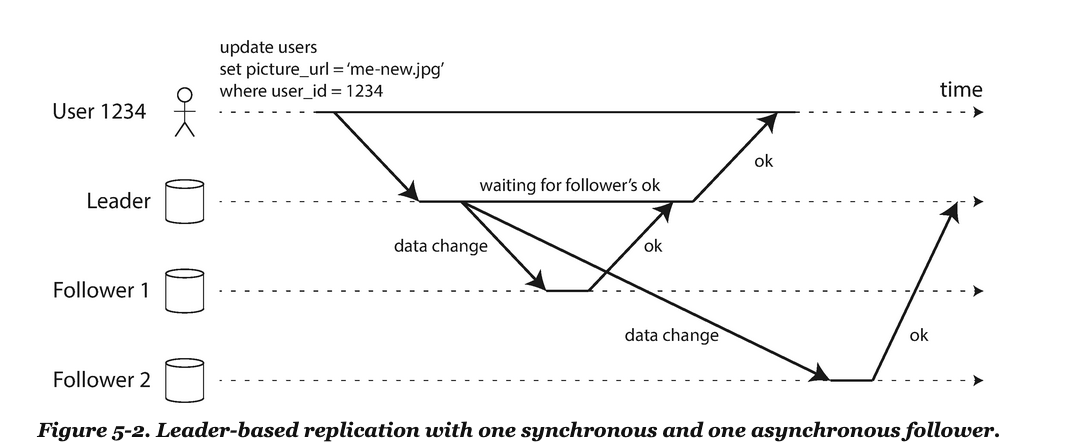 update users
set picture_url = ‘me-new.jpg’
where user_id = 1234
time
User 1234
waiting for follower’s ok
ok
Leader
data change
ok
Follower 1
data change
ok
Follower 2
Figure 5-2. Leader-based replication with one synchronous and one asynchronous follower.